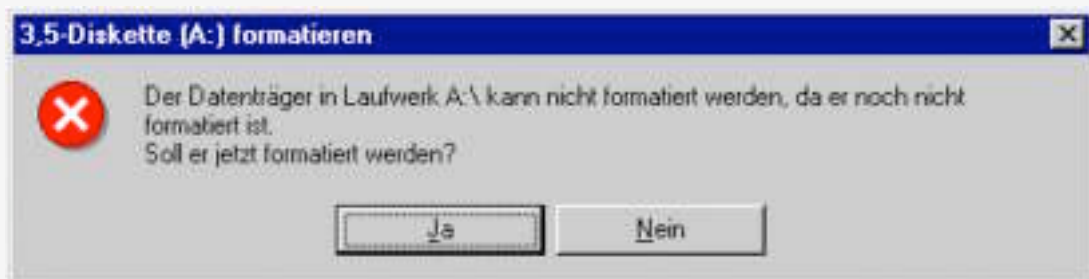 3,5-Diskette (A:) formatieren
Der Datenträger in Laufwerk A:\ kann nicht formatiert werden, da er noch nicht
formatiert ist.
Soll er jetzt formatiert werden?
Ja Nein